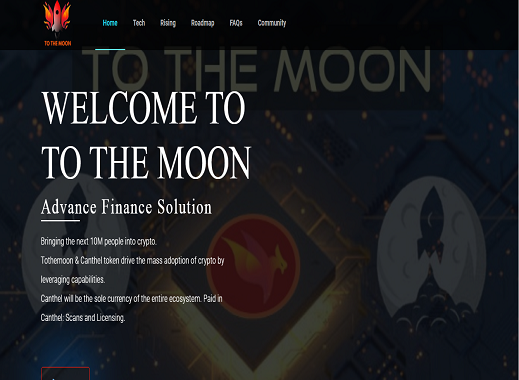 TO THE MOON
Home Tech Rising Roadmap FAQs Community
TO THE MOON
WELCOME TO
TO THE MOON
Advance Finance Solution
Bringing the next 10M people into crypto.
Tothemoon & Canthel token drive the mass adoption of crypto by
leveraging capabilities.
Canthel will be the sole currency of the entire ecosystem. Paid in
Canthel: Scans and Licensing.